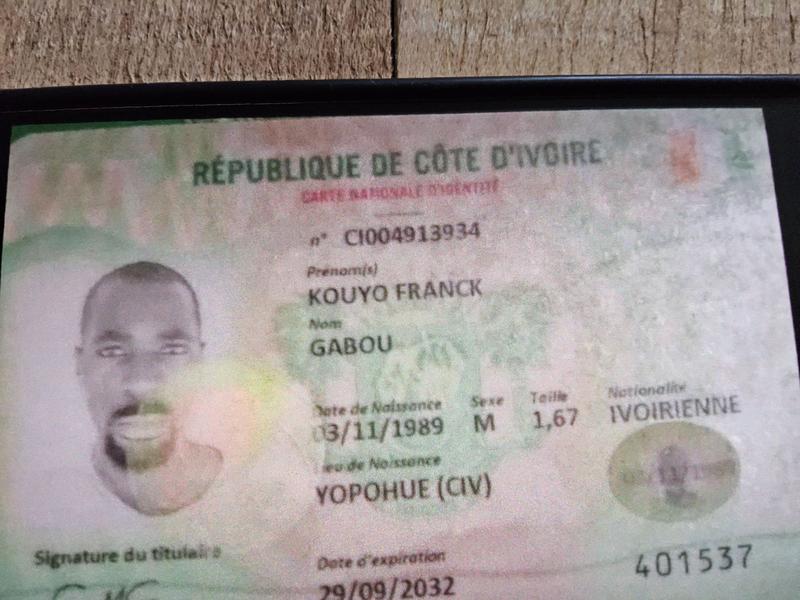 RÉPUBLIQUE DE CÔTE D'IVOIRE
CARTE NATIONALE D'IDENTITÉ
n° CI004913934
Prénom(s)
KOUYO FRANCK
Nom
GABOU
Date de Naissance Sexe Taille Nationalité
03/11/1989 M 1,67 IVOIRIENNE
Lieu de Naissance
YOPOHUE (CIV)
Signature du titulaire
Date d'expiration
29/09/2032
401537